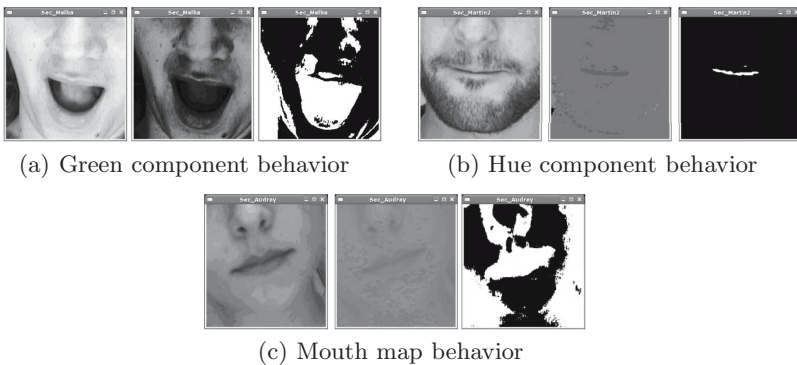 Sec_Melha
Sec_Melha
Sec_Melha
Sec_Martin2
Sec_Martin2
Sec_Martin2
(a) Green component behavior
(b) Hue component behavior
Sec_Audrey
Sec_Audrey
Sec_Audrey
(c) Mouth map behavior